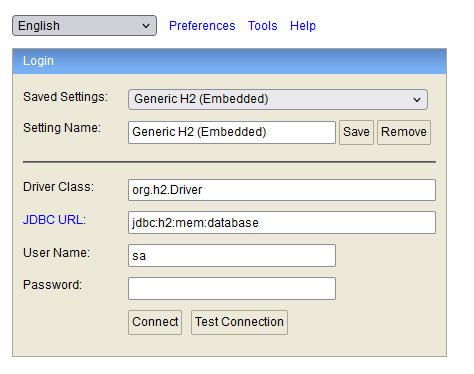 English Preferences Tools Help
Login
Saved Settings: Generic H2 (Embedded)
Setting Name: Generic H2 (Embedded) Save Remove
Driver Class: org.h2.Driver
JDBC URL: jdbc:h2:mem:database
User Name: sa
Password:
Connect Test Connection